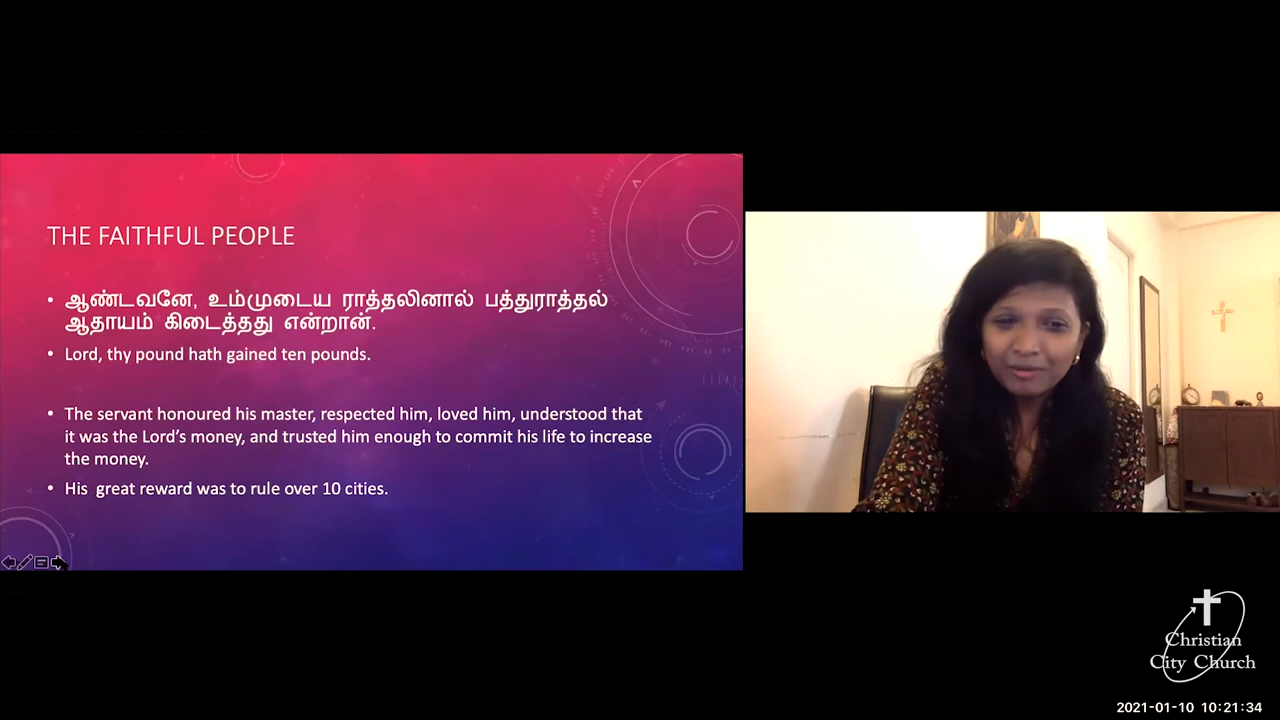 THE FAITHFUL PEOPLE
• ஆண்டவனே, உம்முடைய ராத்தலினால் பத்துராத்தல்
ஆதாயம் கிடைத்தது என்றான்.
• Lord, thy pound hath gained ten pounds.
• The servant honoured his master, respected him, loved him, understood that
it was the Lord’s money, and trusted him enough to commit his life to increase
the money.
• His great reward was to rule over 10 cities.
Christian
City Church
2021-01-10 10:21:34